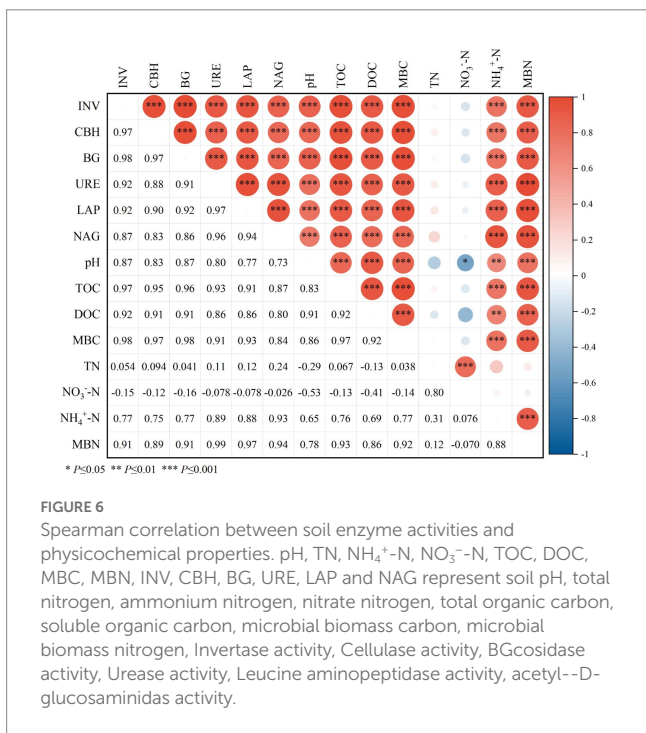 INV CBH BG URE LAP NAG pH TOC DOC MBC TN NO₃⁻-N NH₄⁺-N MBN
INV *** *** *** *** *** *** *** *** *** *** ***
CBH 0.97 *** *** *** *** *** *** *** *** *** ***
BG 0.98 0.97 *** *** *** *** *** *** *** *** ***
URE 0.92 0.88 0.91 *** *** *** *** *** *** *** ***
LAP 0.92 0.90 0.92 0.97 *** *** *** *** *** *** ***
NAG 0.87 0.83 0.86 0.96 0.94 *** *** *** *** *** ***
pH 0.87 0.83 0.87 0.80 0.77 0.73 *** *** *** * ** ***
TOC 0.97 0.95 0.96 0.93 0.91 0.87 0.83 *** *** *** ***
DOC 0.92 0.91 0.91 0.86 0.86 0.80 0.91 0.92 *** ** ***
MBC 0.98 0.97 0.98 0.91 0.93 0.84 0.86 0.97 0.92 *** ***
TN 0.054 0.094 0.041 0.11 0.12 0.24 -0.29 0.067 -0.13 0.038 ***
NO₃⁻-N -0.15 -0.12 -0.16 -0.078 -0.078 -0.026 -0.53 -0.13 -0.41 -0.14 0.80
NH₄⁺-N 0.77 0.75 0.77 0.89 0.88 0.93 0.65 0.76 0.69 0.77 0.31 0.076 ***
MBN 0.91 0.89 0.91 0.99 0.97 0.94 0.78 0.93 0.86 0.92 0.12 -0.070 0.88
1
0.8
0.6
0.4
0.2
0
-0.2
-0.4
-0.6
-0.8
-1
* P≤0.05 ** P≤0.01 *** P≤0.001
FIGURE 6
Spearman correlation between soil enzyme activities and
physicochemical properties. pH, TN, NH₄⁺-N, NO₃⁻-N, TOC, DOC,
MBC, MBN, INV, CBH, BG, URE, LAP and NAG represent soil pH, total
nitrogen, ammonium nitrogen, nitrate nitrogen, total organic carbon,
soluble organic carbon, microbial biomass carbon, microbial
biomass nitrogen, Invertase activity, Cellulase activity, BGcosidase
activity, Urease activity, Leucine aminopeptidase activity, acetyl--D-
glucosaminidas activity.